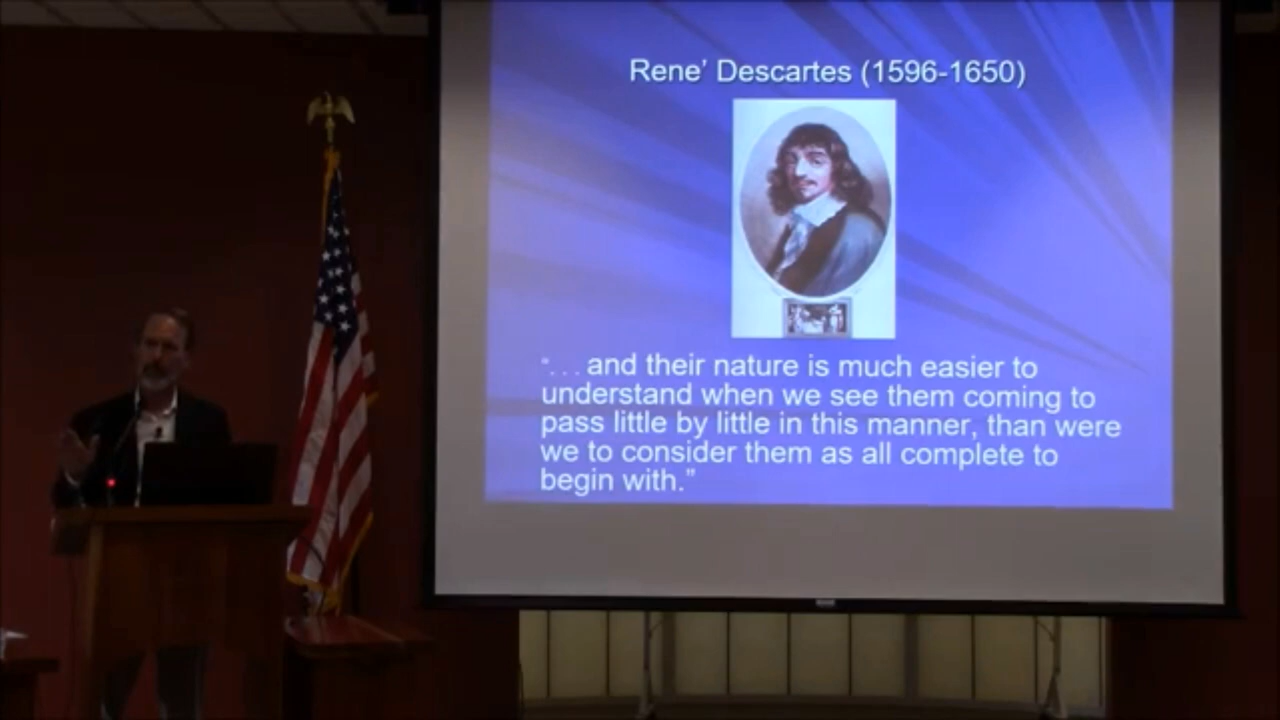 Rene’ Descartes (1596-1650)
“. . . and their nature is much easier to
understand when we see them coming to
pass little by little in this manner, than were
we to consider them as all complete to
begin with.”